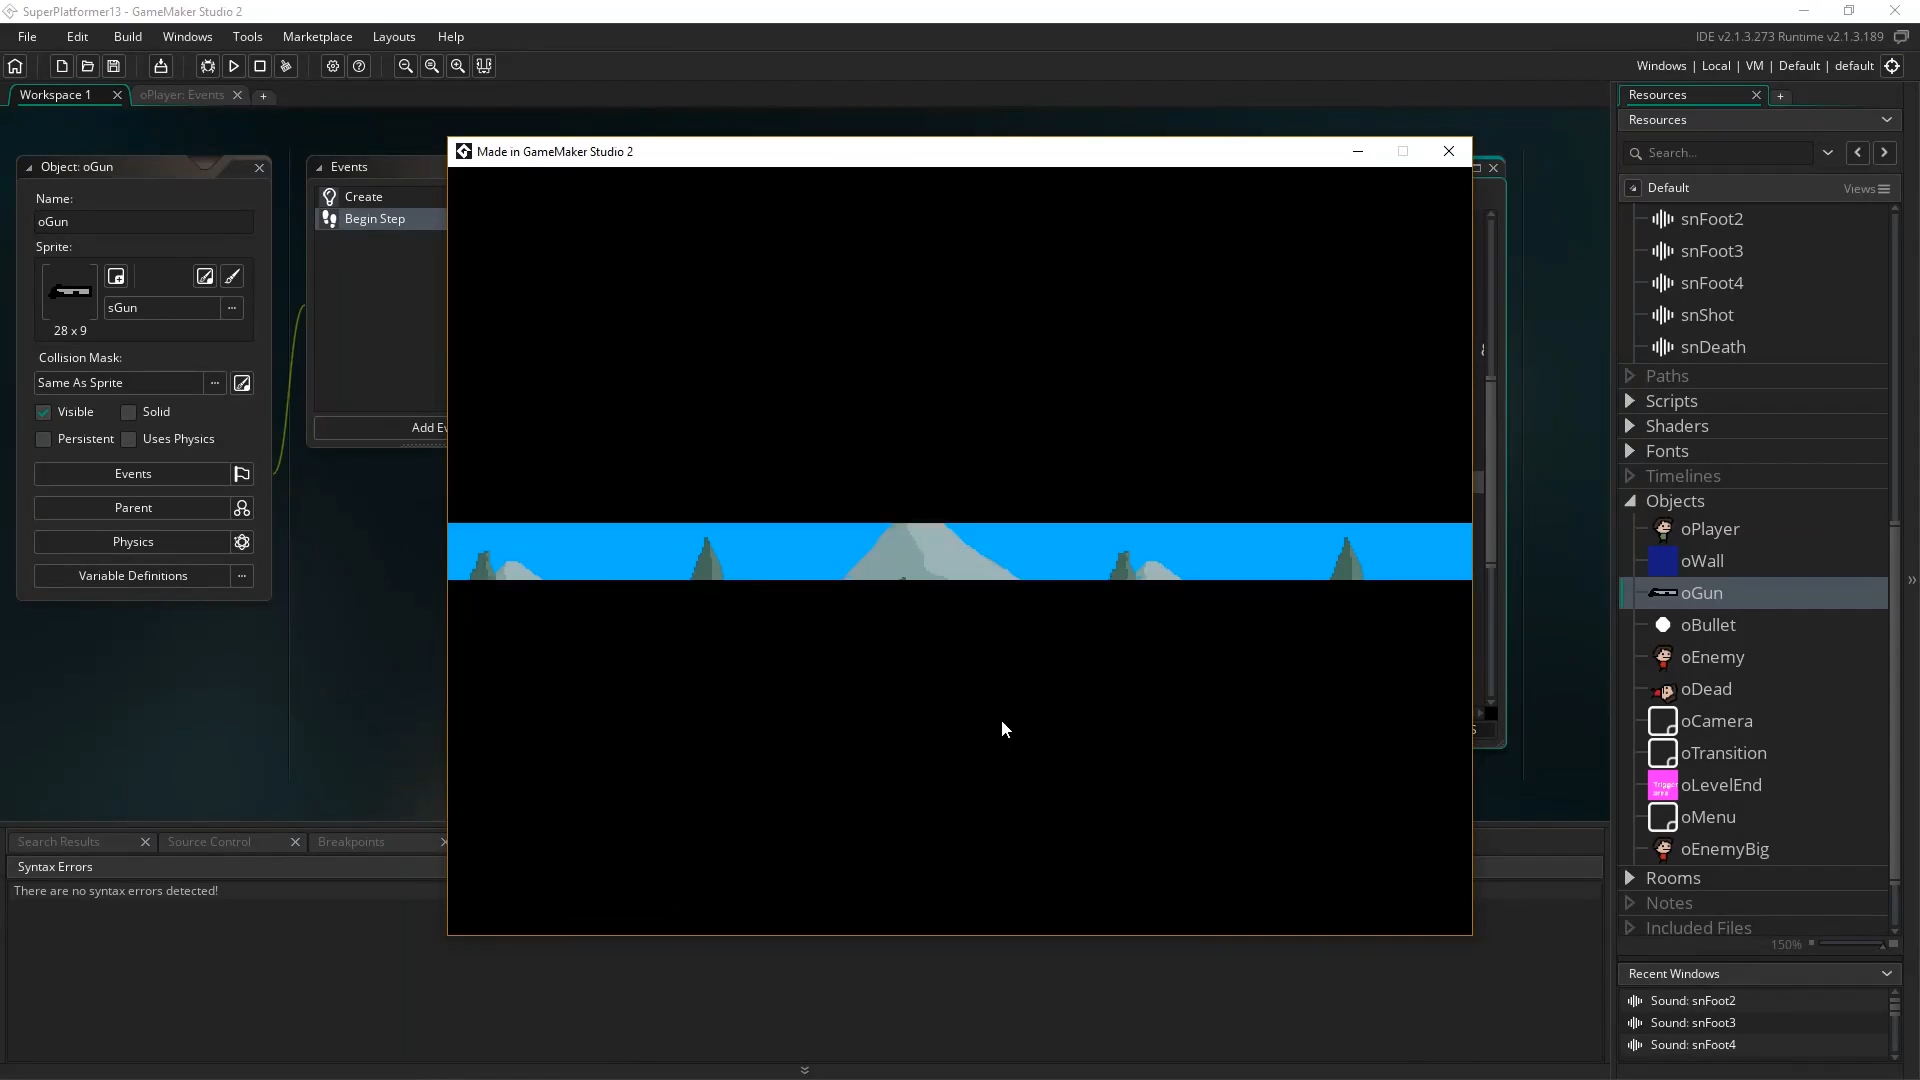 SuperPlatformer13 - GameMaker Studio 2
File Edit Build Windows Tools Marketplace Layouts Help
IDE v2.1.3.273 Runtime v2.1.3.189
Windows | Local | VM | Default | default
Workspace 1
oPlayer: Events
Object: oGun
Name:
oGun
Sprite:
sGun
28 x 9
Collision Mask:
Same As Sprite
Visible
Solid
Persistent
Uses Physics
Events
Parent
Physics
Variable Definitions
Events
Create
Begin Step
Add Ev
Made in GameMaker Studio 2
Search Results
Source Control
Breakpoints
Syntax Errors
There are no syntax errors detected!
Resources
Resources
Search...
Default
Views
snFoot2
snFoot3
snFoot4
snShot
snDeath
Paths
Scripts
Shaders
Fonts
Timelines
Objects
oPlayer
oWall
oGun
oBullet
oEnemy
oDead
oCamera
oTransition
oLevelEnd
oMenu
oEnemyBig
Rooms
Notes
Included Files
150%
Recent Windows
Sound: snFoot2
Sound: snFoot3
Sound: snFoot4